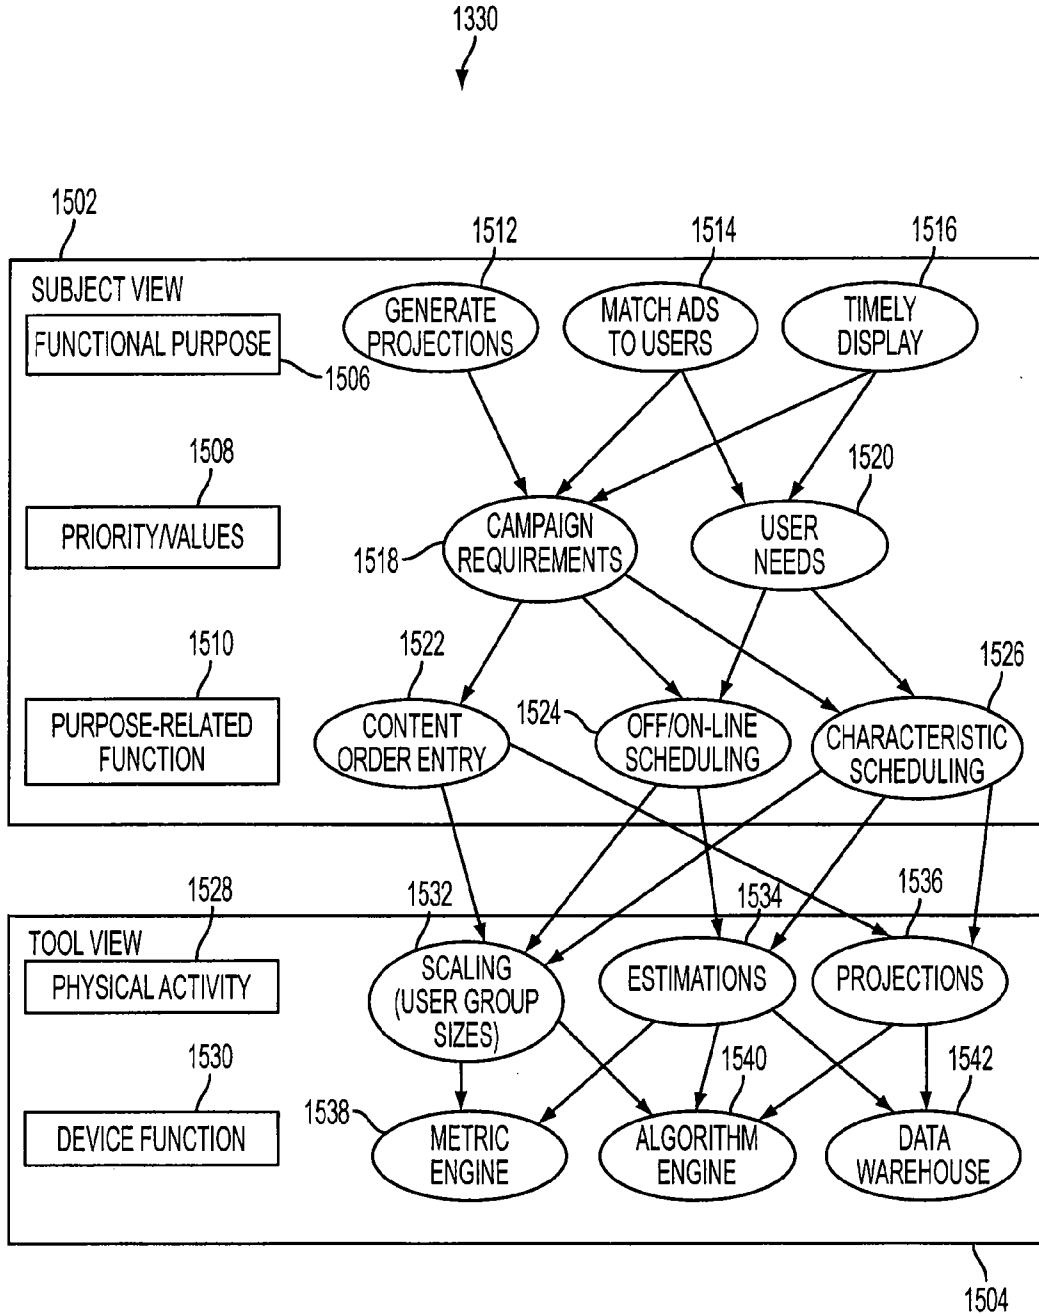 1330
1502
1512
1514
1516
SUBJECT VIEW
FUNCTIONAL PURPOSE
1506
GENERATE
PROJECTIONS
MATCH ADS
TO USERS
TIMELY
DISPLAY
1508
1520
PRIORITY/VALUES
1518
CAMPAIGN
REQUIREMENTS
USER
NEEDS
1510
1522
1524
1526
PURPOSE-RELATED
FUNCTION
CONTENT
ORDER ENTRY
OFF/ON-LINE
SCHEDULING
CHARACTERISTIC
SCHEDULING
1528
1532
1534
1536
TOOL VIEW
PHYSICAL ACTIVITY
SCALING
(USER GROUP
SIZES)
ESTIMATIONS
PROJECTIONS
1530
1538
1540
1542
DEVICE FUNCTION
METRIC
ENGINE
ALGORITHM
ENGINE
DATA
WAREHOUSE
1504